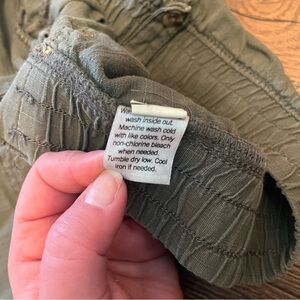 wash inside out.
Machine wash cold
with like colors. Only
non-chlorine bleach
when needed.
Tumble dry low. Cool
iron if needed.